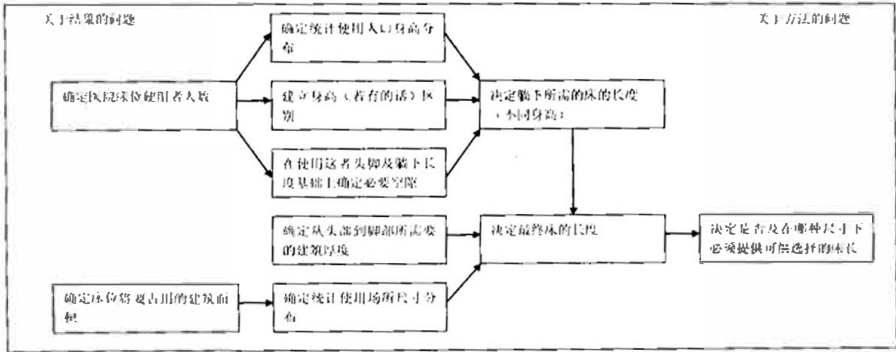 关于结果的问题
关于方法的问题
确定统计使用人口身高分
布
确定医院床位使用者人数
建立身高（若有的话）区
别
决定躺下所需的床的长度
（不同身高）
在使用这者头脚及躺下长
度基础上确定必要空隙
确定从头部到脚部所需要
的建筑厚度
决定最终床的长度
决定是否及在哪种尺寸下
必须提供可供选择的床长
确定床位将要占用的建筑面
积
确定统计使用场所尺寸分
布